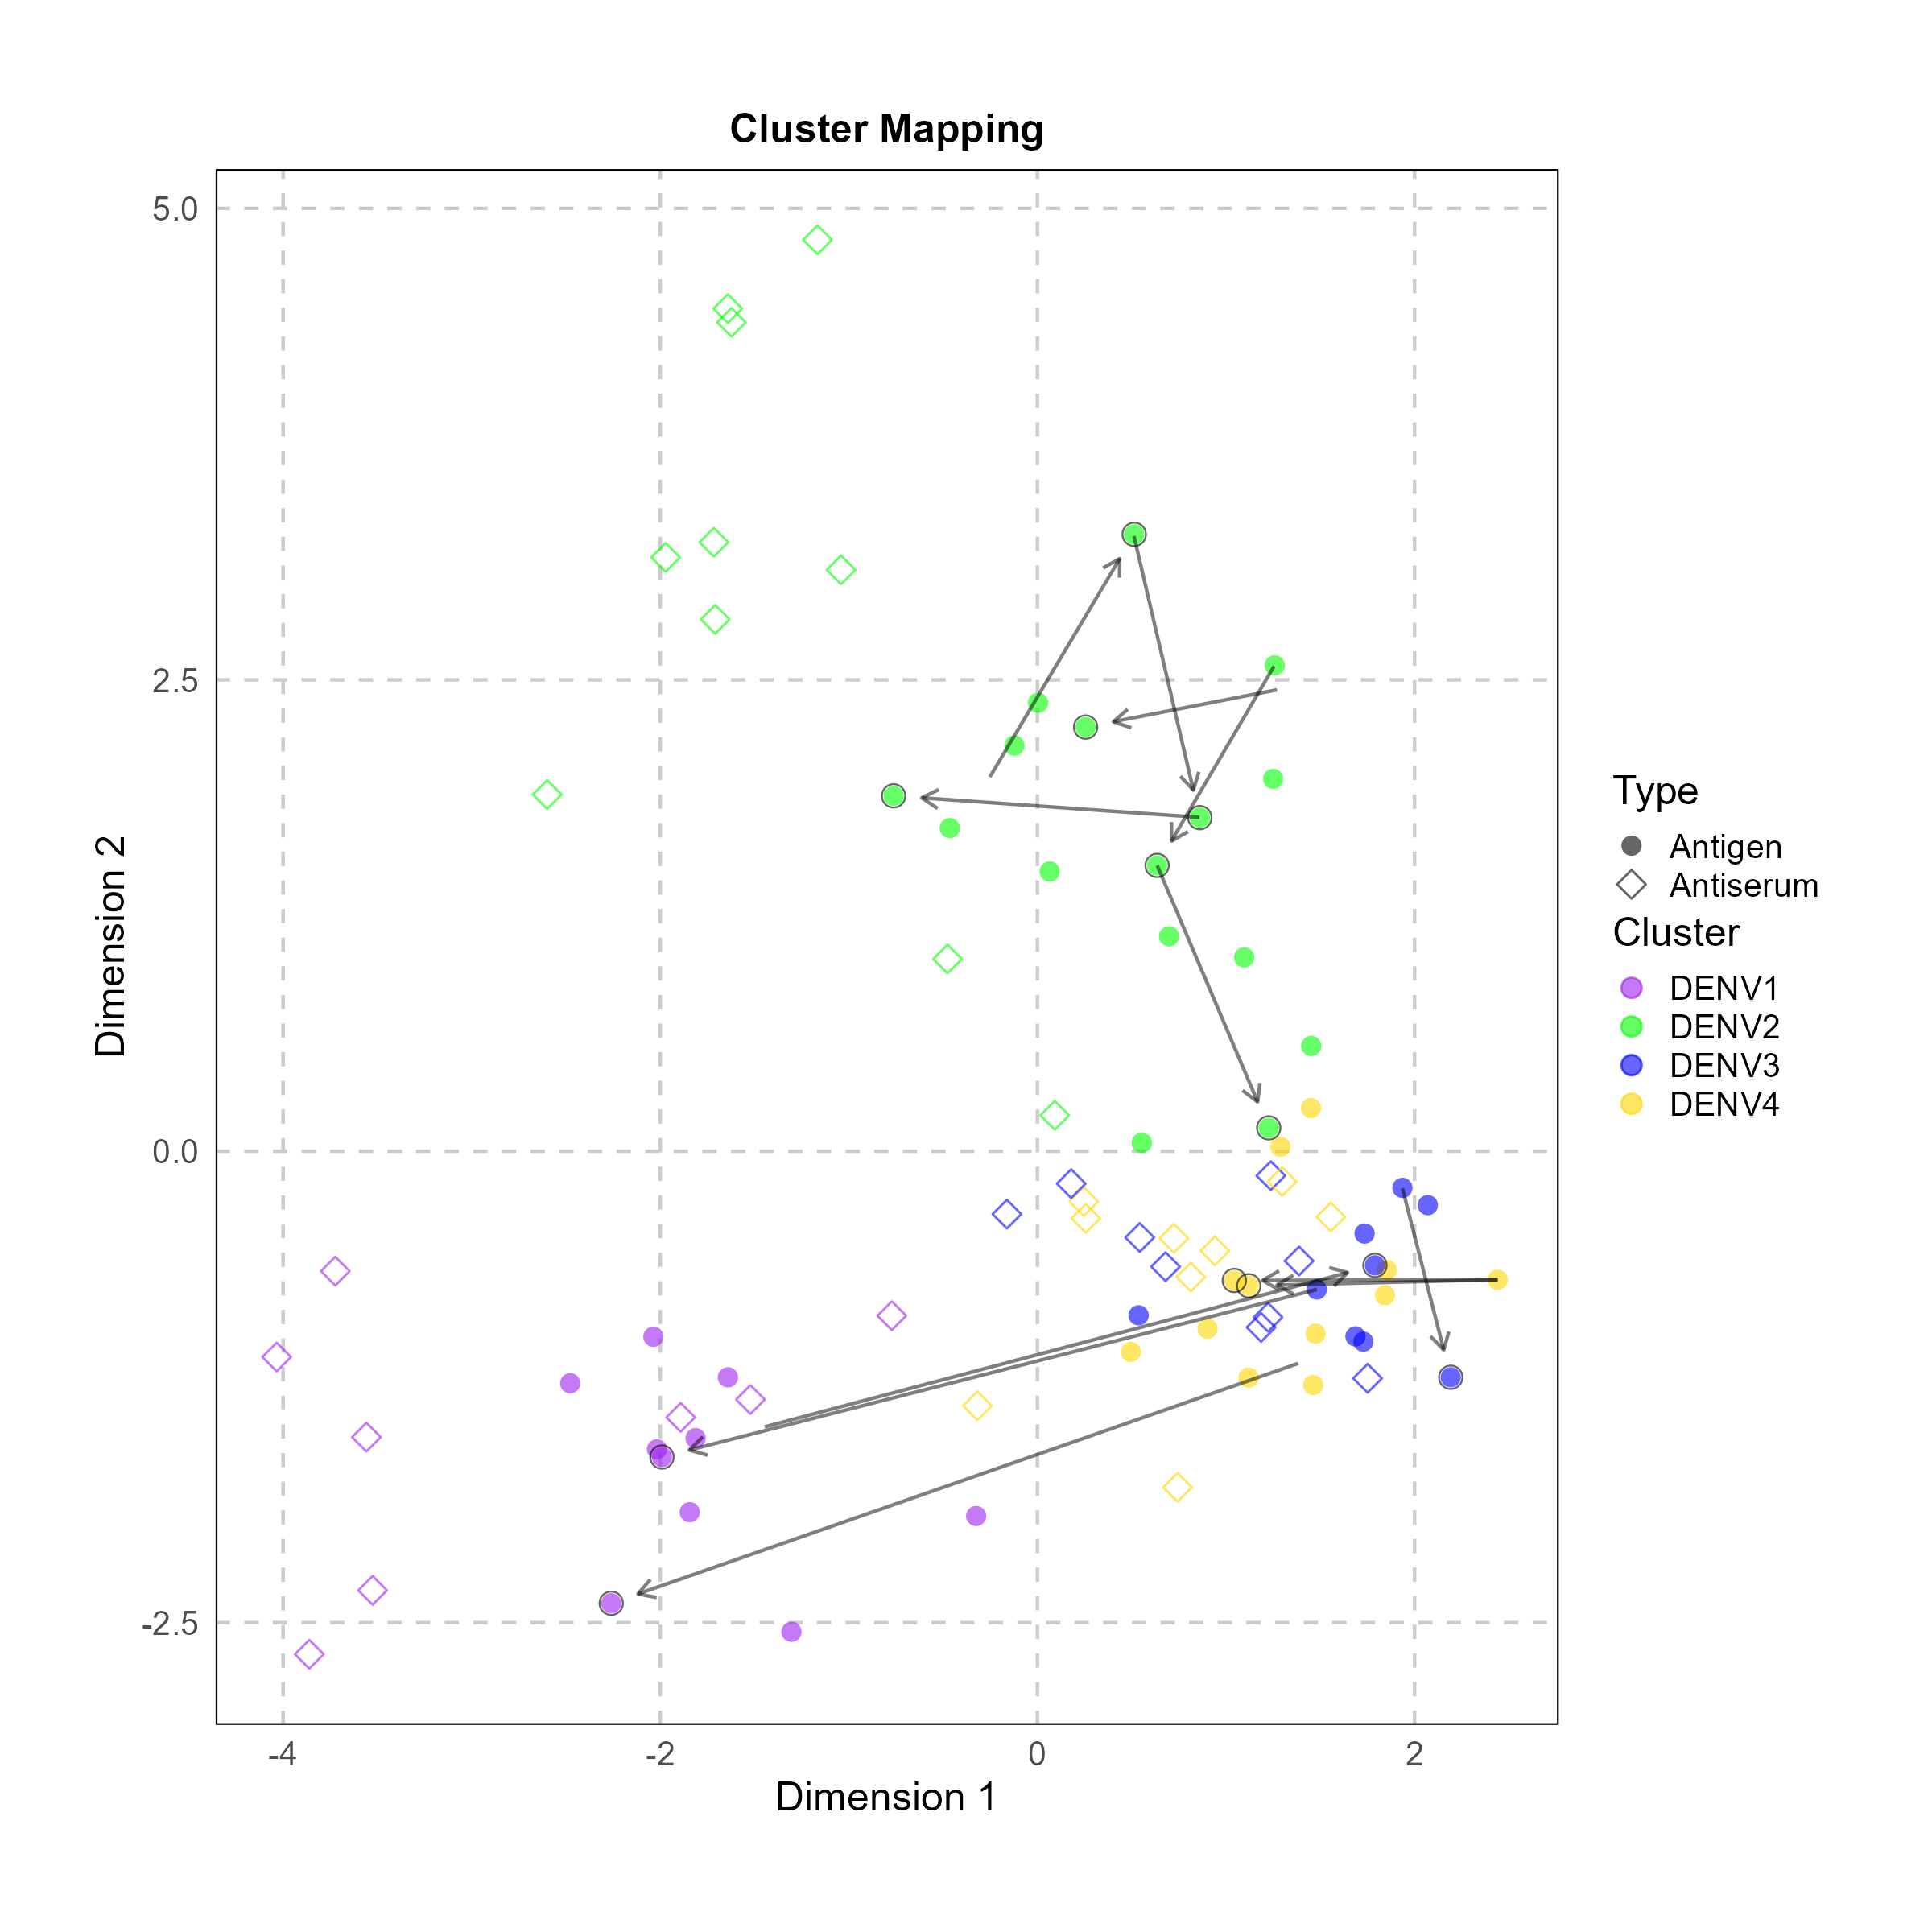 Cluster Mapping
5.0
2.5
0.0
-2.5
Dimension 2
-4
-2
0
2
Dimension 1
Type
Antigen
Antiserum
Cluster
DENV1
DENV2
DENV3
DENV4